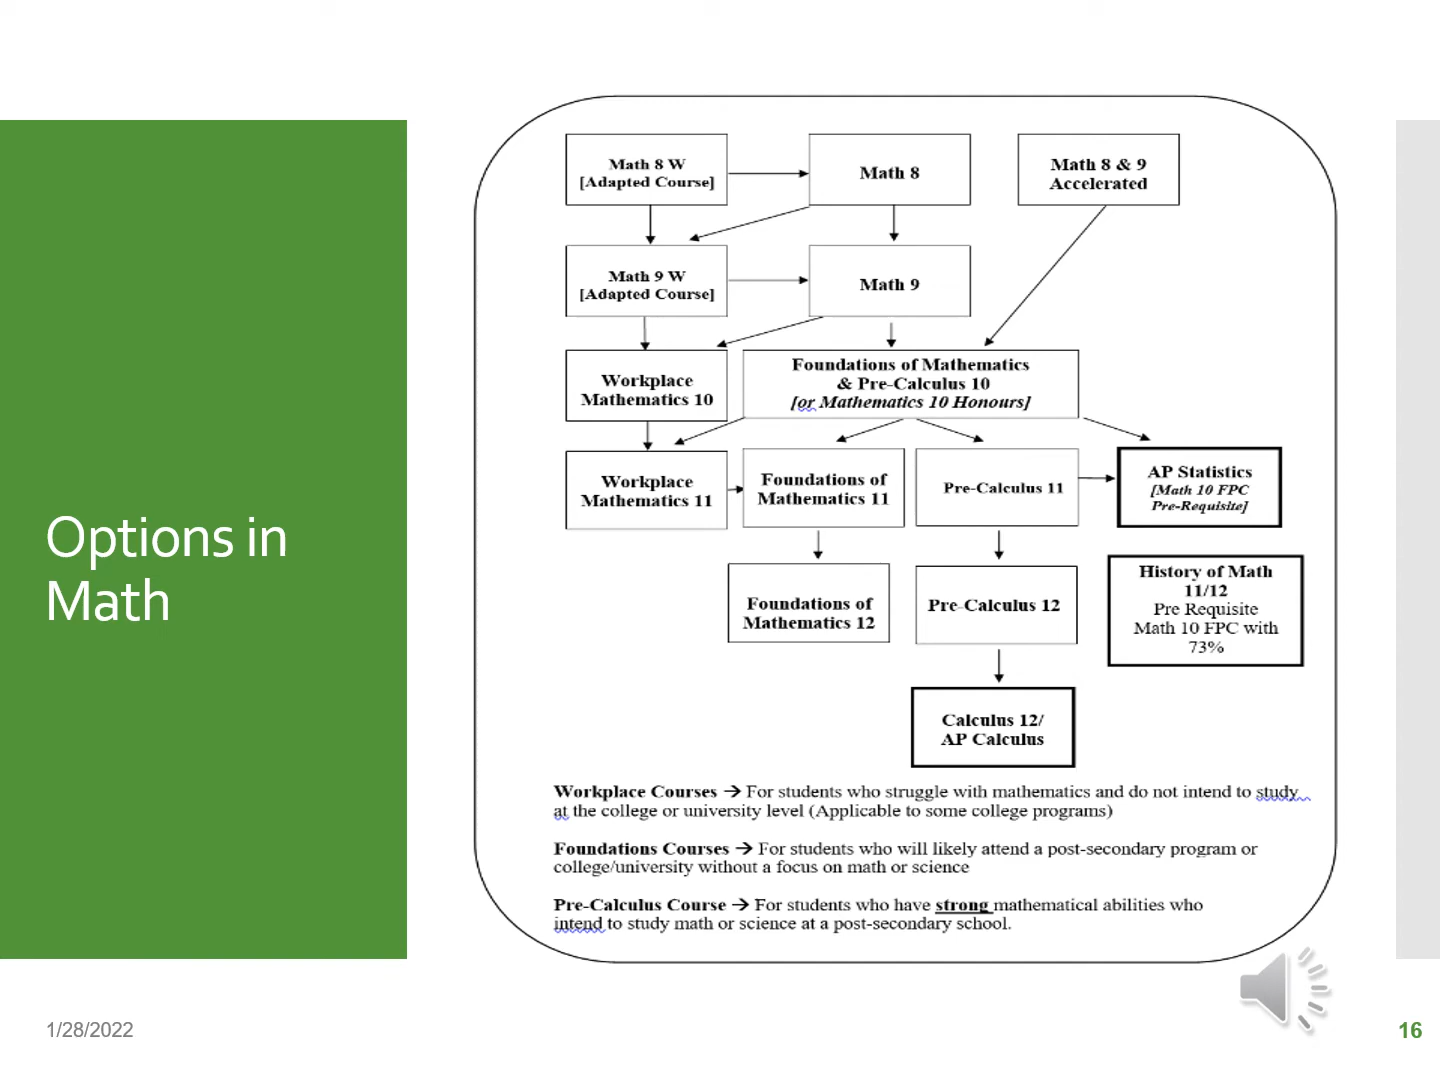 Options in
Math
Math 8 W
[Adapted Course]
Math 8
Math 8 & 9
Accelerated
Math 9 W
[Adapted Course]
Math 9
Workplace
Mathematics 10
Foundations of Mathematics
& Pre-Calculus 10
[or Mathematics 10 Honours]
Workplace
Mathematics 11
Foundations of
Mathematics 11
Pre-Calculus 11
AP Statistics
[Math 10 FPC
Pre-Requisite]
Foundations of
Mathematics 12
Pre-Calculus 12
History of Math
11/12
Pre Requisite
Math 10 FPC with
73%
Calculus 12/
AP Calculus
Workplace Courses → For students who struggle with mathematics and do not intend to study
at the college or university level (Applicable to some college programs)
Foundations Courses → For students who will likely attend a post-secondary program or
college/university without a focus on math or science
Pre-Calculus Course → For students who have strong mathematical abilities who
intend to study math or science at a post-secondary school.
1/28/2022
16